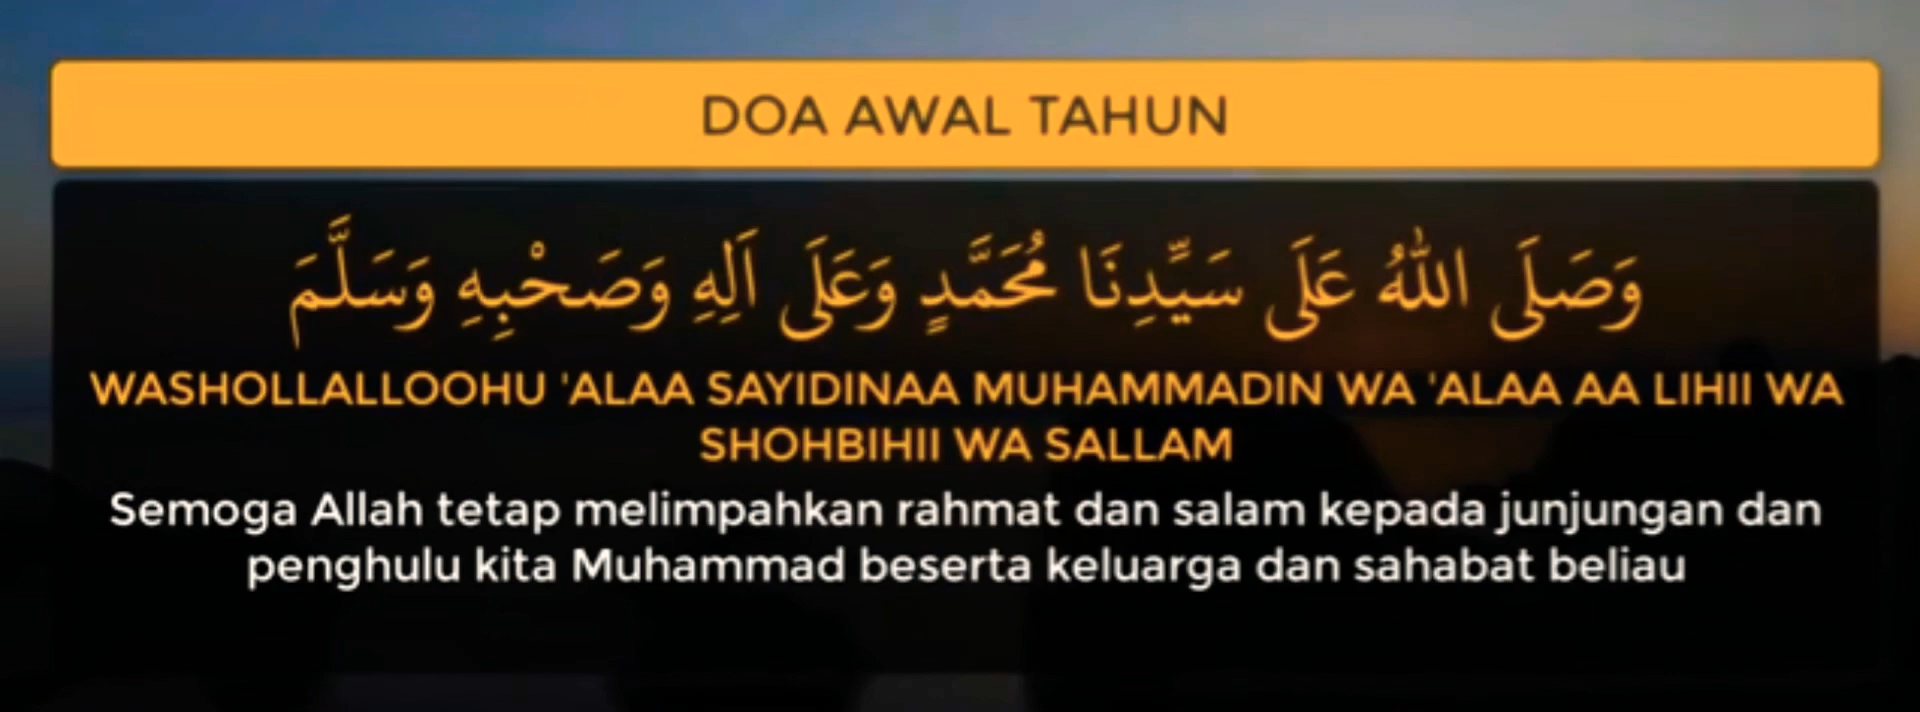 DOA AWAL TAHUN
وَصَلَى اللهُ عَلَى سَيِّدِنَا مُحَمَّدٍ وَعَلَى اَلِهِ وَصَحْبِهِ وَسَلَّمَ
WASHOLLALLOOHU 'ALAA SAYIDINAA MUHAMMADIN WA 'ALAA AA LIHII WA
SHOHBIHII WA SALLAM
Semoga Allah tetap melimpahkan rahmat dan salam kepada junjungan dan
penghulu kita Muhammad beserta keluarga dan sahabat beliau